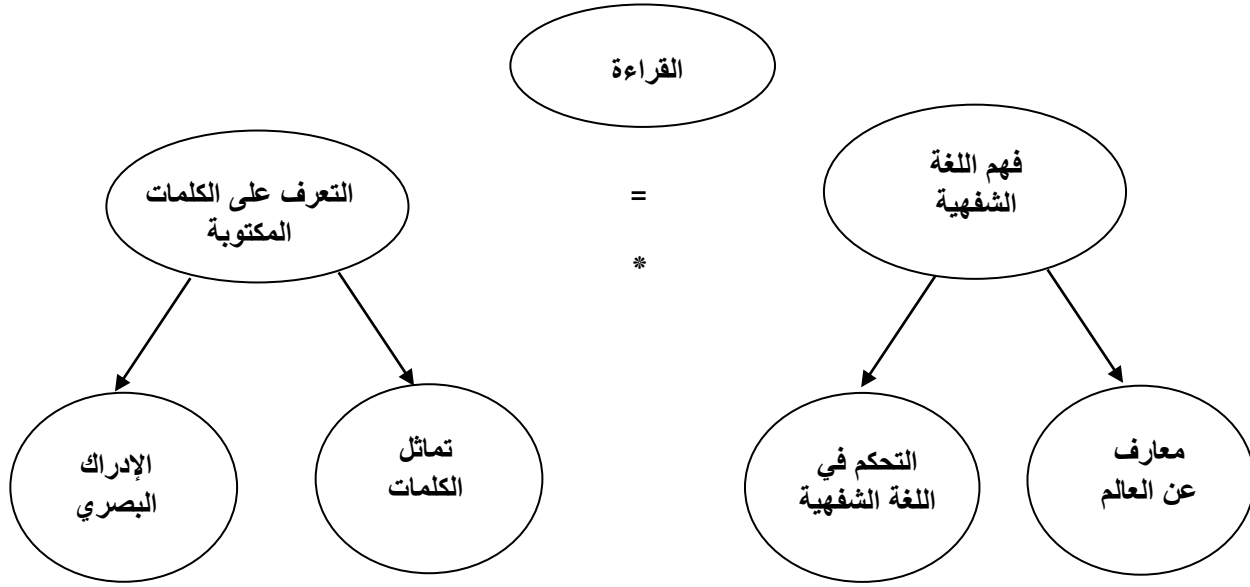 القراءة
فهم اللغة
الشفهية
=
التعرف على الكلمات
المكتوبة
*
معارف
عن العالم
التحكم في
اللغة الشفهية
تماثل
الكلمات
الإدراك
البصري